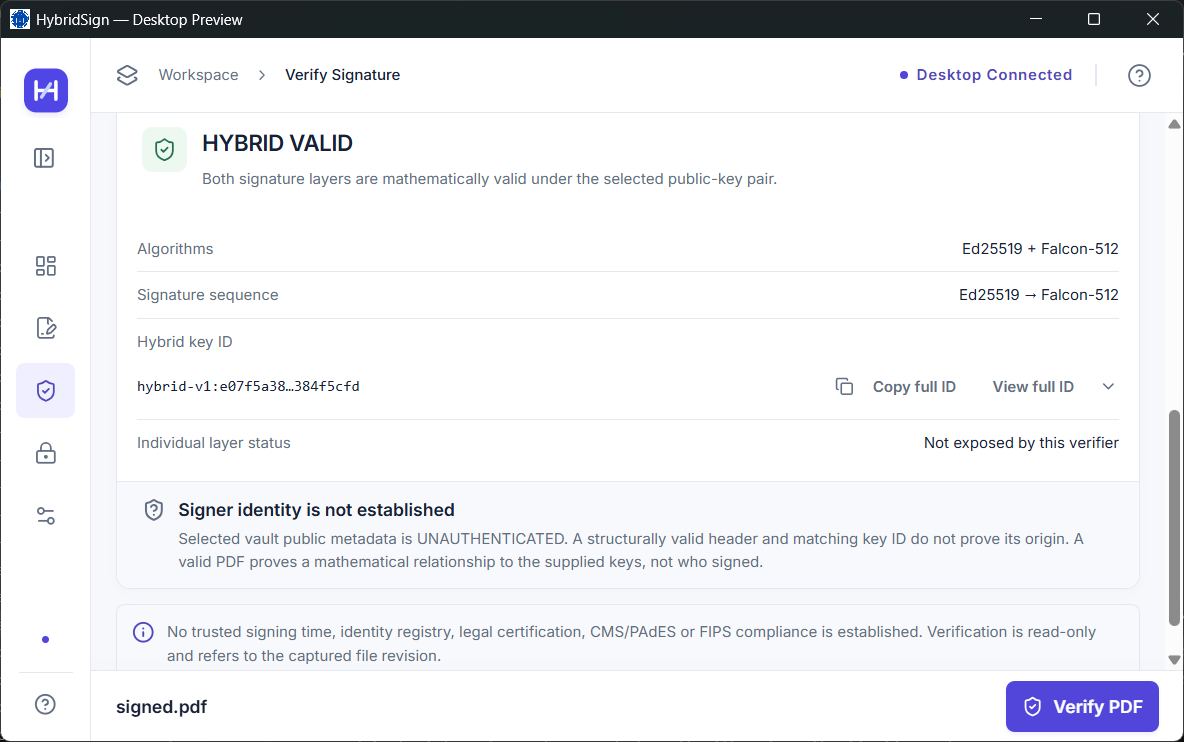 HybridSign — Desktop Preview
Workspace > Verify Signature
Desktop Connected
HYBRID VALID
Both signature layers are mathematically valid under the selected public-key pair.
Algorithms
Ed25519 + Falcon-512
Signature sequence
Ed25519 → Falcon-512
Hybrid key ID
hybrid-v1:e07f5a38…384f5cfd
Copy full ID
View full ID
Individual layer status
Not exposed by this verifier
Signer identity is not established
Selected vault public metadata is UNAUTHENTICATED. A structurally valid header and matching key ID do not prove its origin. A
valid PDF proves a mathematical relationship to the supplied keys, not who signed.
No trusted signing time, identity registry, legal certification, CMS/PAdES or FIPS compliance is established. Verification is read-only
and refers to the captured file revision.
signed.pdf
Verify PDF